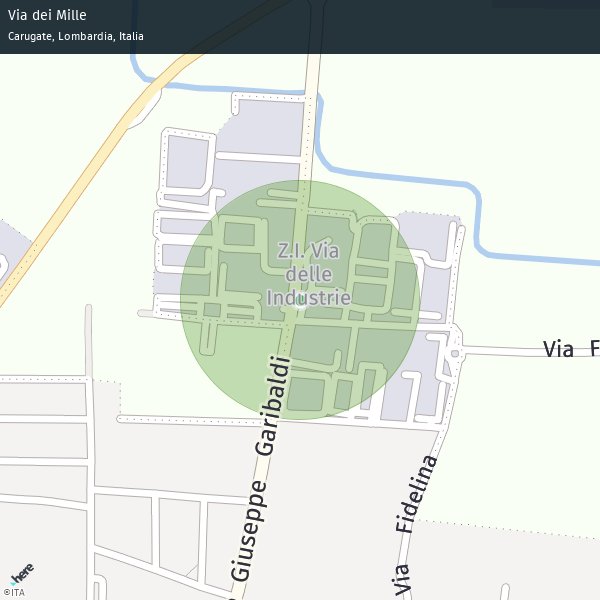 Via dei Mille
Carugate, Lombardia, Italia
Z.I. Via
delle
Industrie
Via F
Giuseppe Garibaldi
Via Fidelina
here
©ITA